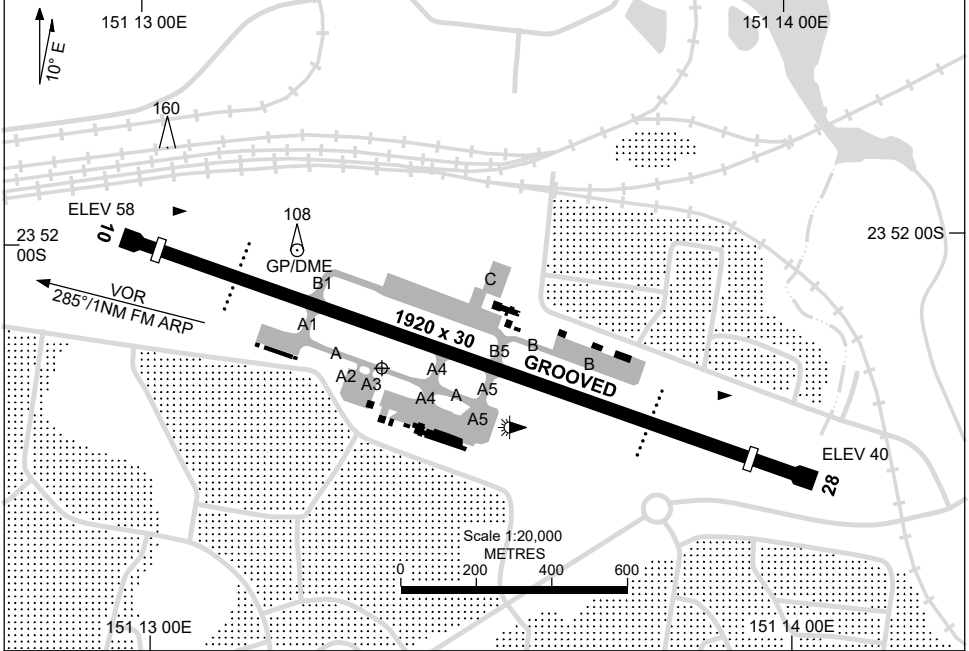 151 13 00E
151 14 00E
10° E
160
ELEV 58
108
10
23 52
00S
23 52 00S
GP/DME
B1
C
VOR
285°/1NM FM ARP
A1
1920 x 30
GROOVED
B5
B
B
A
A2
A3
A4
A4
A
A5
A5
ELEV 40
28
Scale 1:20,000
METRES
0 200 400 600
151 13 00E
151 14 00E